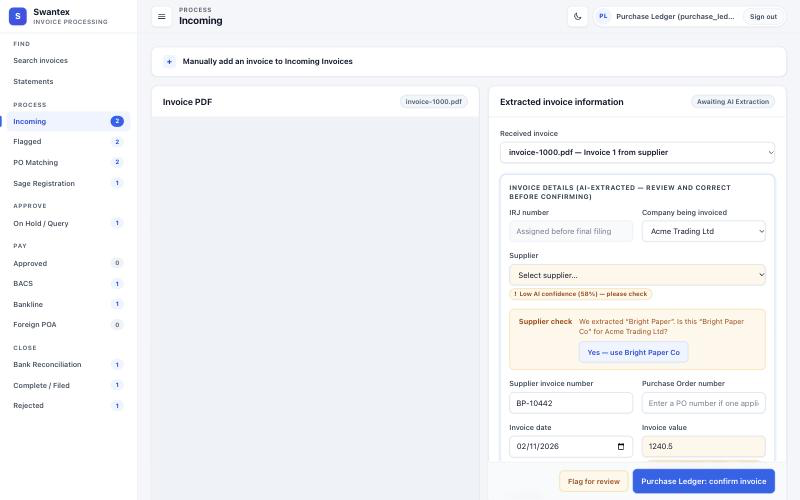 S
Swantex
INVOICE PROCESSING
FIND
Search invoices
Statements
PROCESS
Incoming 2
Flagged 2
PO Matching 2
Sage Registration 1
APPROVE
On Hold / Query 1
PAY
Approved 0
BACS 1
Bankline 1
Foreign POA 0
CLOSE
Bank Reconciliation 1
Complete / Filed 1
Rejected 1
PROCESS
Incoming
PL Purchase Ledger (purchase_led... Sign out
+ Manually add an invoice to Incoming Invoices
Invoice PDF invoice-1000.pdf
Extracted invoice information Awaiting AI Extraction
Received invoice
invoice-1000.pdf — Invoice 1 from supplier
INVOICE DETAILS (AI-EXTRACTED — REVIEW AND CORRECT
BEFORE CONFIRMING)
IRJ number Company being invoiced
Assigned before final filing Acme Trading Ltd
Supplier
Select supplier...
! Low AI confidence (58%) — please check
Supplier check We extracted “Bright Paper”. Is this “Bright Paper
Co” for Acme Trading Ltd?
Yes — use Bright Paper Co
Supplier invoice number Purchase Order number
BP-10442 Enter a PO number if one appli
Invoice date Invoice value
02/11/2026 1240.5
Flag for review Purchase Ledger: confirm invoice